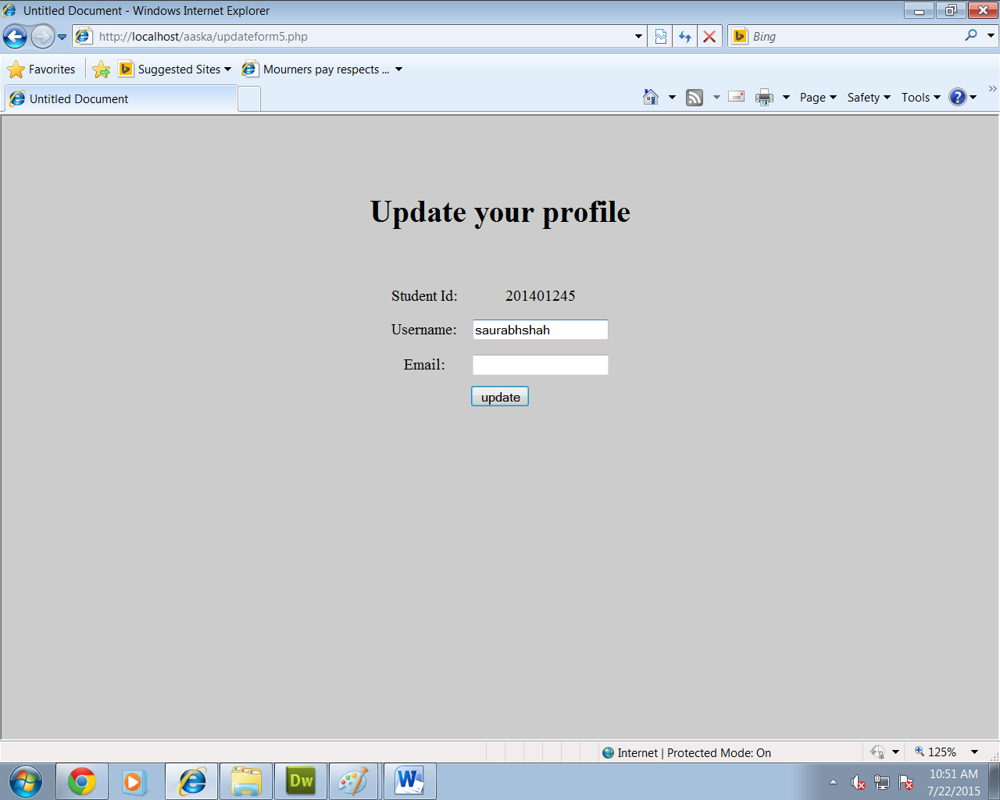 Untitled Document - Windows Internet Explorer
http://localhost/aaska/updateform5.php
Bing
Favorites
Suggested Sites
Mourners pay respects ...
Untitled Document
Page
Safety
Tools
Update your profile
Student Id: 201401245
Username: saurabhshah
Email:
update
Internet | Protected Mode: On
125%
Dw
W
10:51 AM
7/22/2015